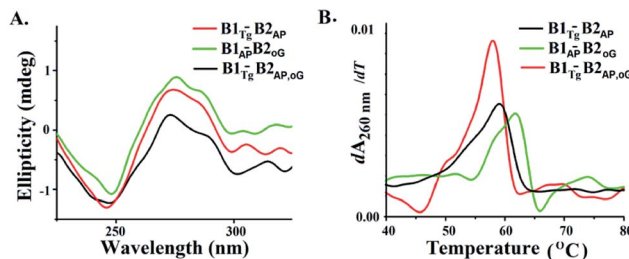 A.
B1Tg-B2AP
B1AP-B2oG
B1Tg-B2AP,oG
Ellipticity (mdeg)
1
0
-1
250
300
Wavelength (nm)
B.
B1Tg-B2AP
B1AP-B2oG
B1Tg-B2AP,oG
dA260 nm /dT
0.01
0.00
40
50
60
70
80
Temperature (OC)